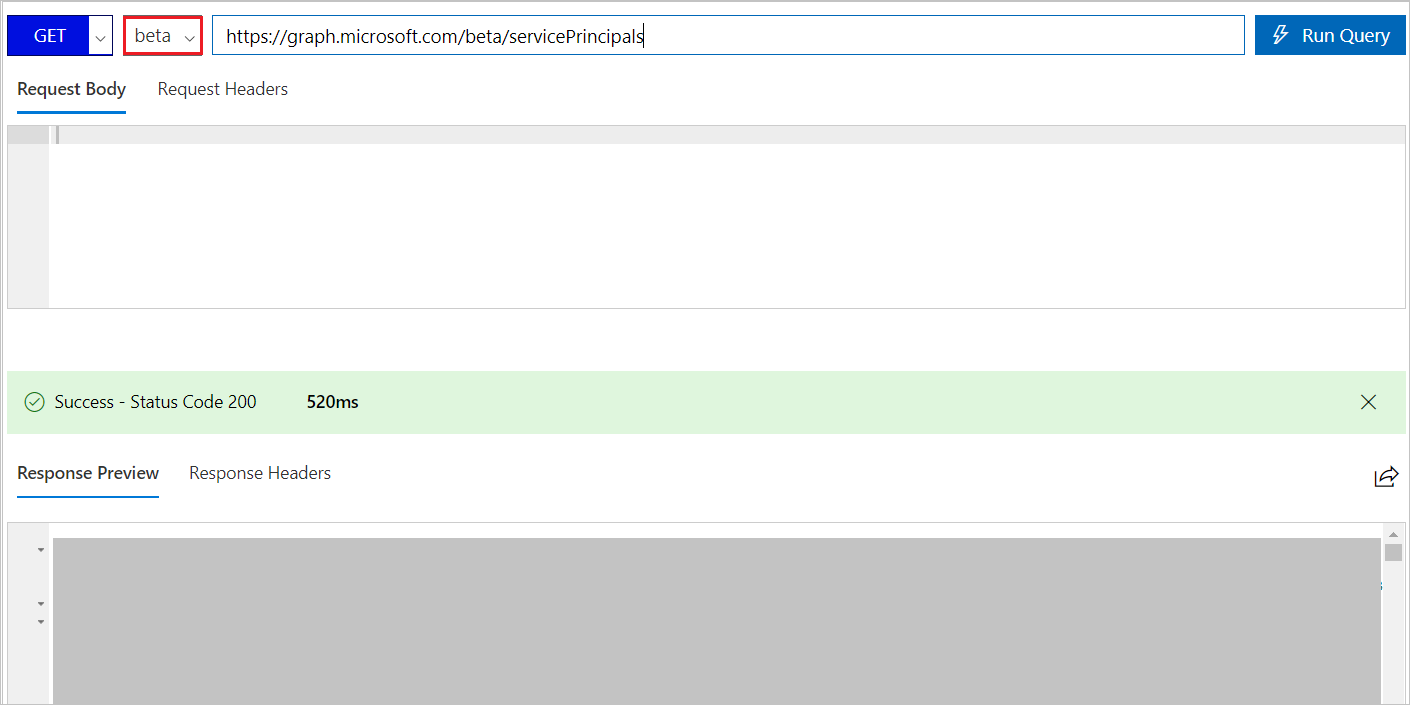 GET beta https://graph.microsoft.com/beta/servicePrincipals Run Query
Request Body Request Headers
Success - Status Code 200 520ms
Response Preview Response Headers